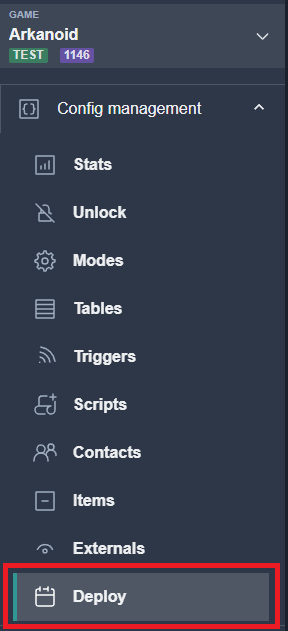 GAME
Arkanoid
TEST 1146
Config management
Stats
Unlock
Modes
Tables
Triggers
Scripts
Contacts
Items
Externals
Deploy